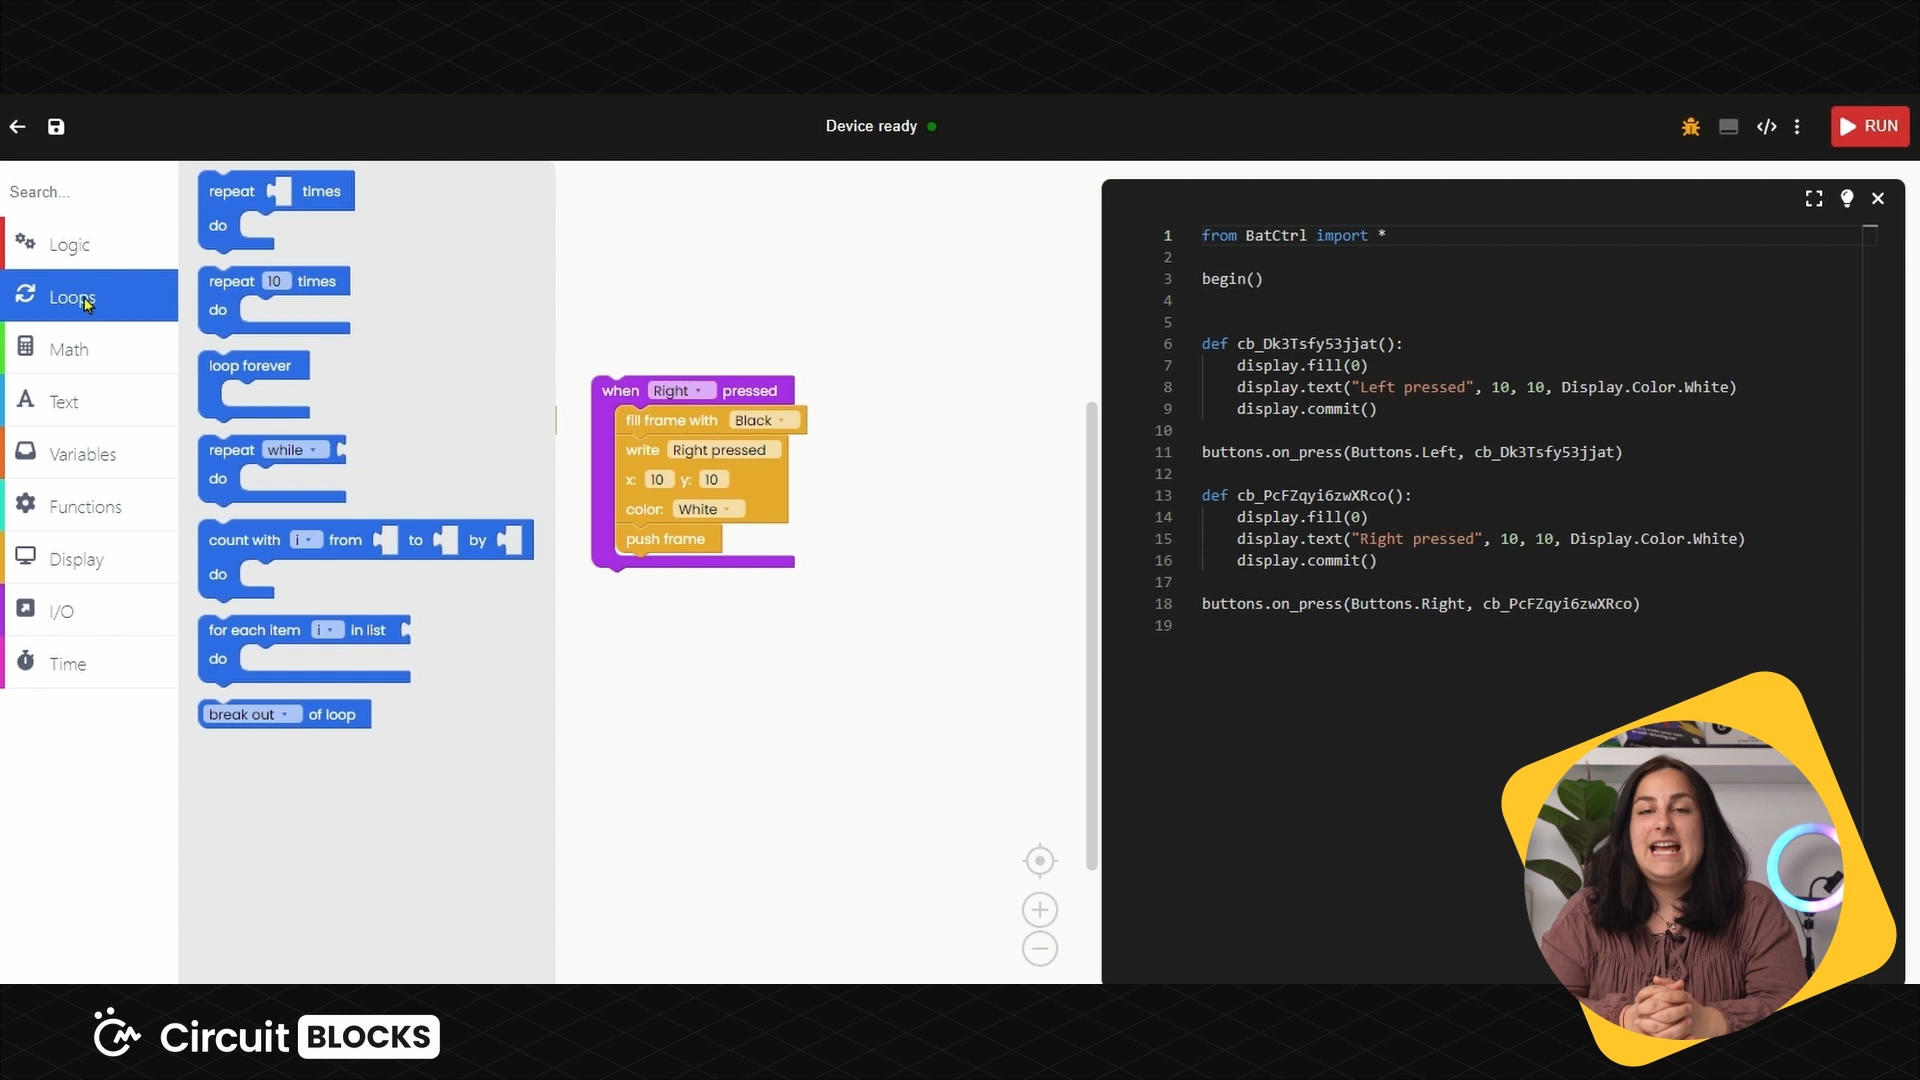 Device ready
RUN
Search...
Logic
Loops
Math
Text
Variables
Functions
Display
I/O
Time
repeat times
do
repeat 10 times
do
loop forever
repeat while
do
count with i from to by
do
for each item i in list
do
break out of loop
when Right pressed
fill frame with Black
write Right pressed
x: 10 y: 10
color: White
push frame
1 from BatCtrl import *
2
3 begin()
4
5
6 def cb_Dk3Tsfy53jjat():
7 display.fill(0)
8 display.text("Left pressed", 10, 10, Display.Color.White)
9 display.commit()
10
11 buttons.on_press(Buttons.Left, cb_Dk3Tsfy53jjat)
12
13 def cb_PcFZqyi6zwXRco():
14 display.fill(0)
15 display.text("Right pressed", 10, 10, Display.Color.White)
16 display.commit()
17
18 buttons.on_press(Buttons.Right, cb_PcFZqyi6zwXRco)
19
Circuit BLOCKS